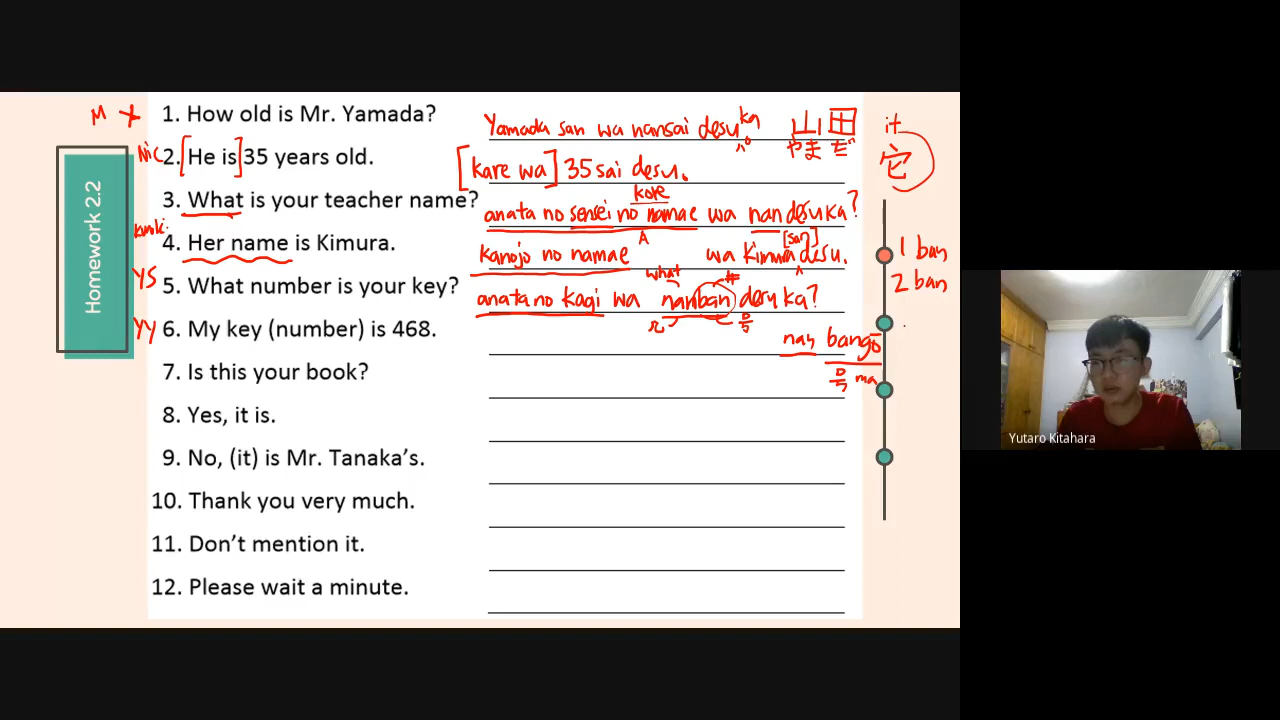 Homework 2.2
M X 1. How old is Mr. Yamada? Yamada san wa nansai desu ka 山田
やま だ
Nic 2. [He is] 35 years old. [kare wa] 35 sai desu.
3. What is your teacher name? anata no sensei no namae wa nan desu ka?
kore
A
4. Her name is Kimura. kanojo no namae wa Kimura [san] desu.
YS 5. What number is your key? anata no kagi wa nanban desu ka?
what #
YY 6. My key (number) is 468.
nan bangō
ma
7. Is this your book?
8. Yes, it is.
9. No, (it) is Mr. Tanaka's.
10. Thank you very much.
11. Don't mention it.
12. Please wait a minute.
it
它
1 ban
2 ban
Yutaro Kitahara